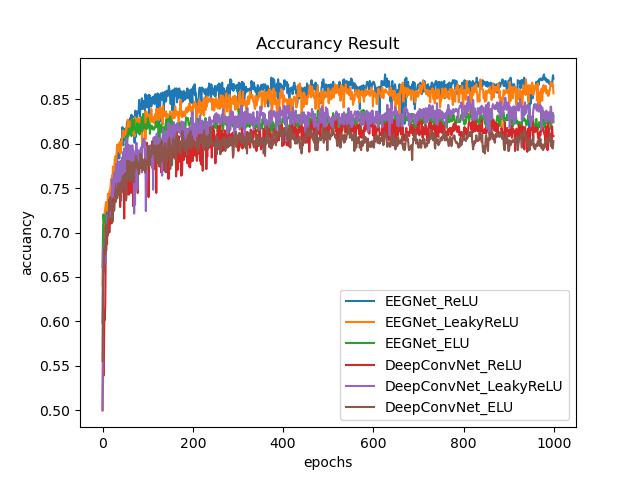 Accurancy Result
0.85
0.80
0.75
0.70
0.65
0.60
0.55
0.50
accuancy
0
200
400
600
800
1000
epochs
EEGNet_ReLU
EEGNet_LeakyReLU
EEGNet_ELU
DeepConvNet_ReLU
DeepConvNet_LeakyReLU
DeepConvNet_ELU